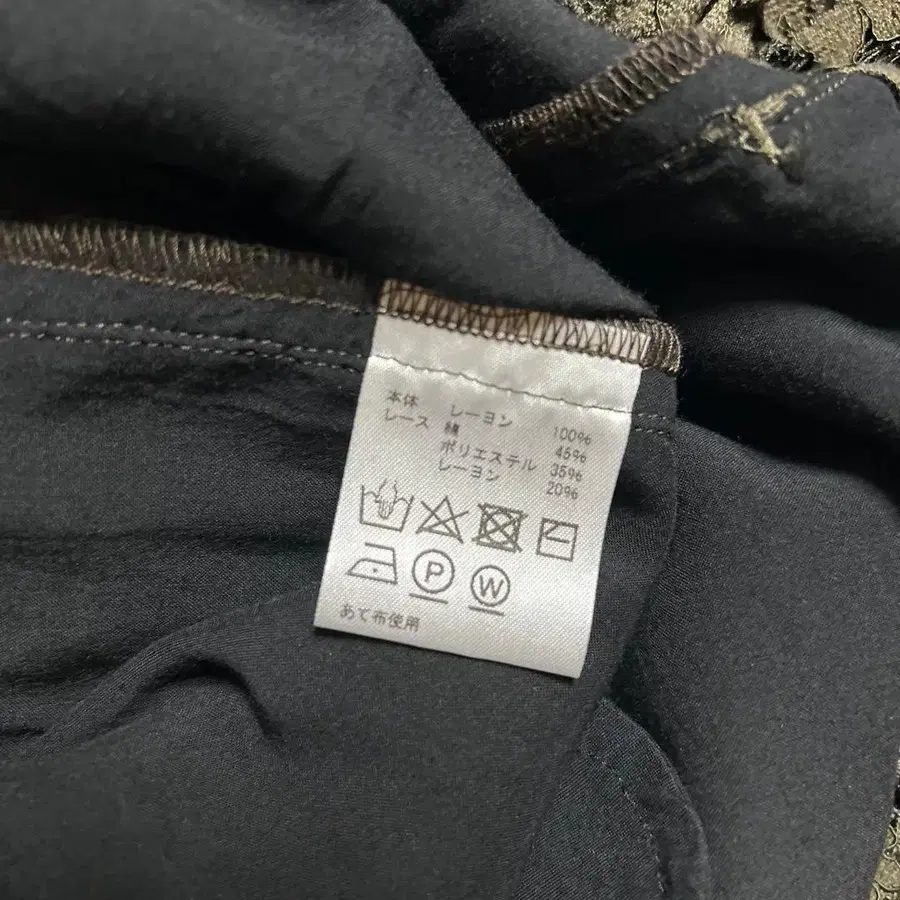 本体 レーヨン 100%
レース 綿 45%
ポリエステル 35%
レーヨン 20%
P W
あて布使用